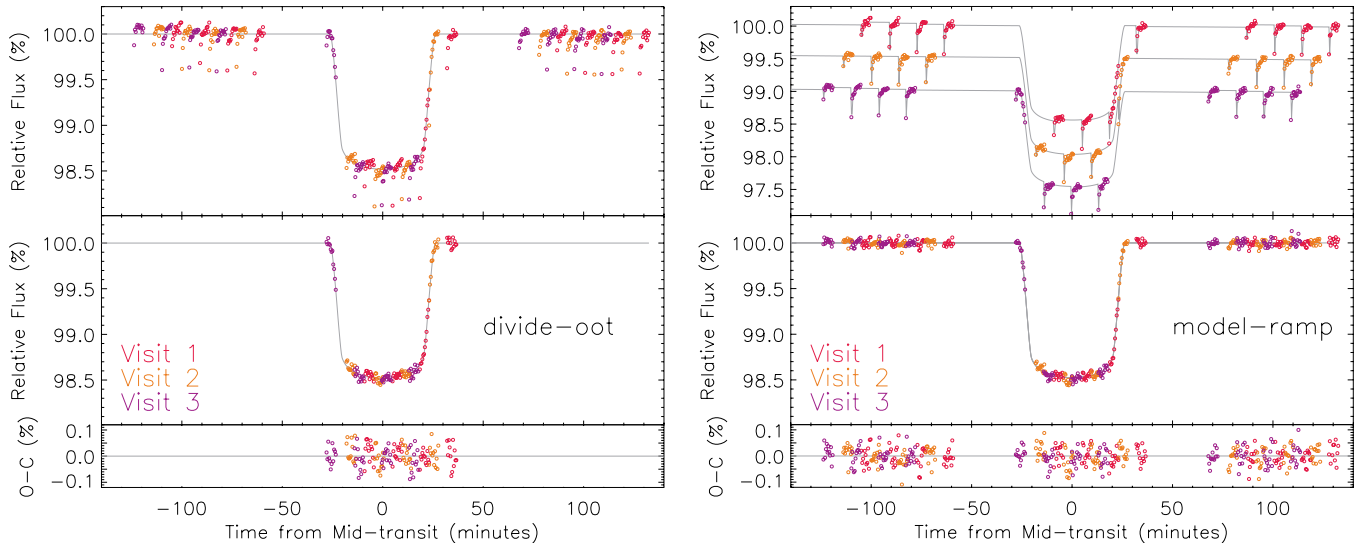 100.0
99.5
99.0
98.5
98.0
Relative Flux (%)
100.0
99.5
99.0
98.5
Relative Flux (%)
divide-oot
Visit 1
Visit 2
Visit 3
0.1
0.0
-0.1
O-C (%)
-100 -50 0 50 100
Time from Mid-transit (minutes)
100.0
99.5
99.0
98.5
98.0
97.5
Relative Flux (%)
100.0
99.5
99.0
98.5
Relative Flux (%)
model-ramp
Visit 1
Visit 2
Visit 3
0.1
0.0
-0.1
O-C (%)
-100 -50 0 50 100
Time from Mid-transit (minutes)